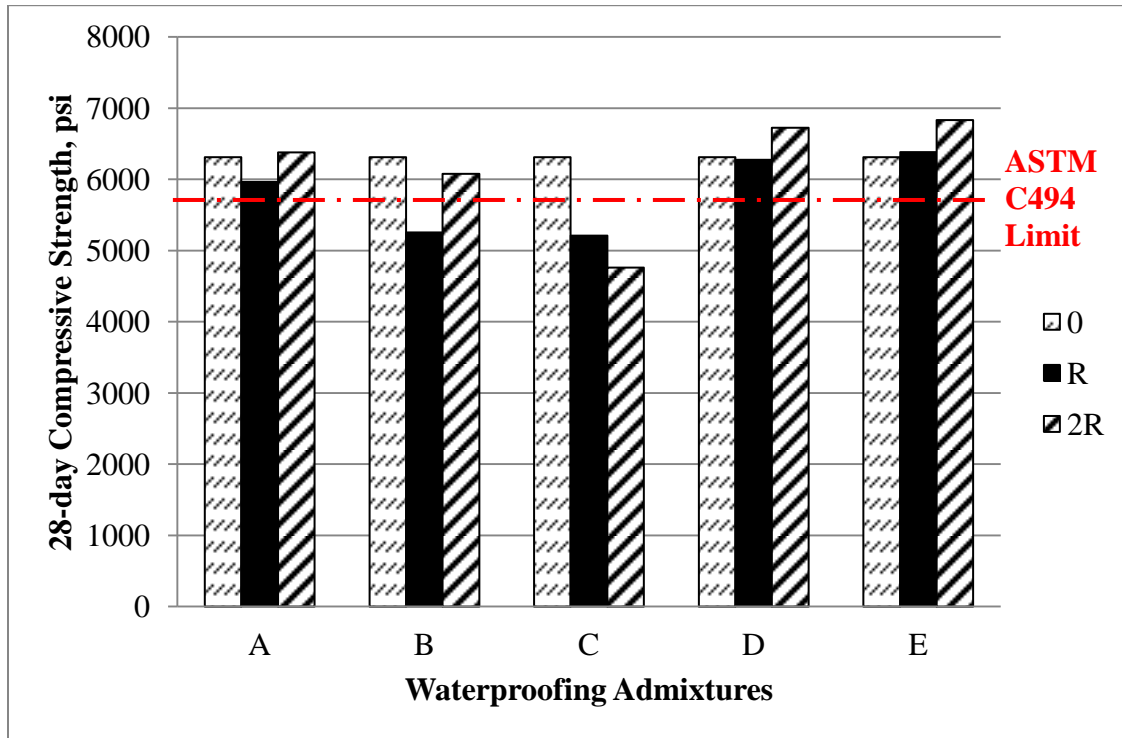 8000
7000
6000
5000
4000
3000
2000
1000
0
28-day Compressive Strength, psi
A B C D E
Waterproofing Admixtures
ASTM
C494
Limit
0
R
2R